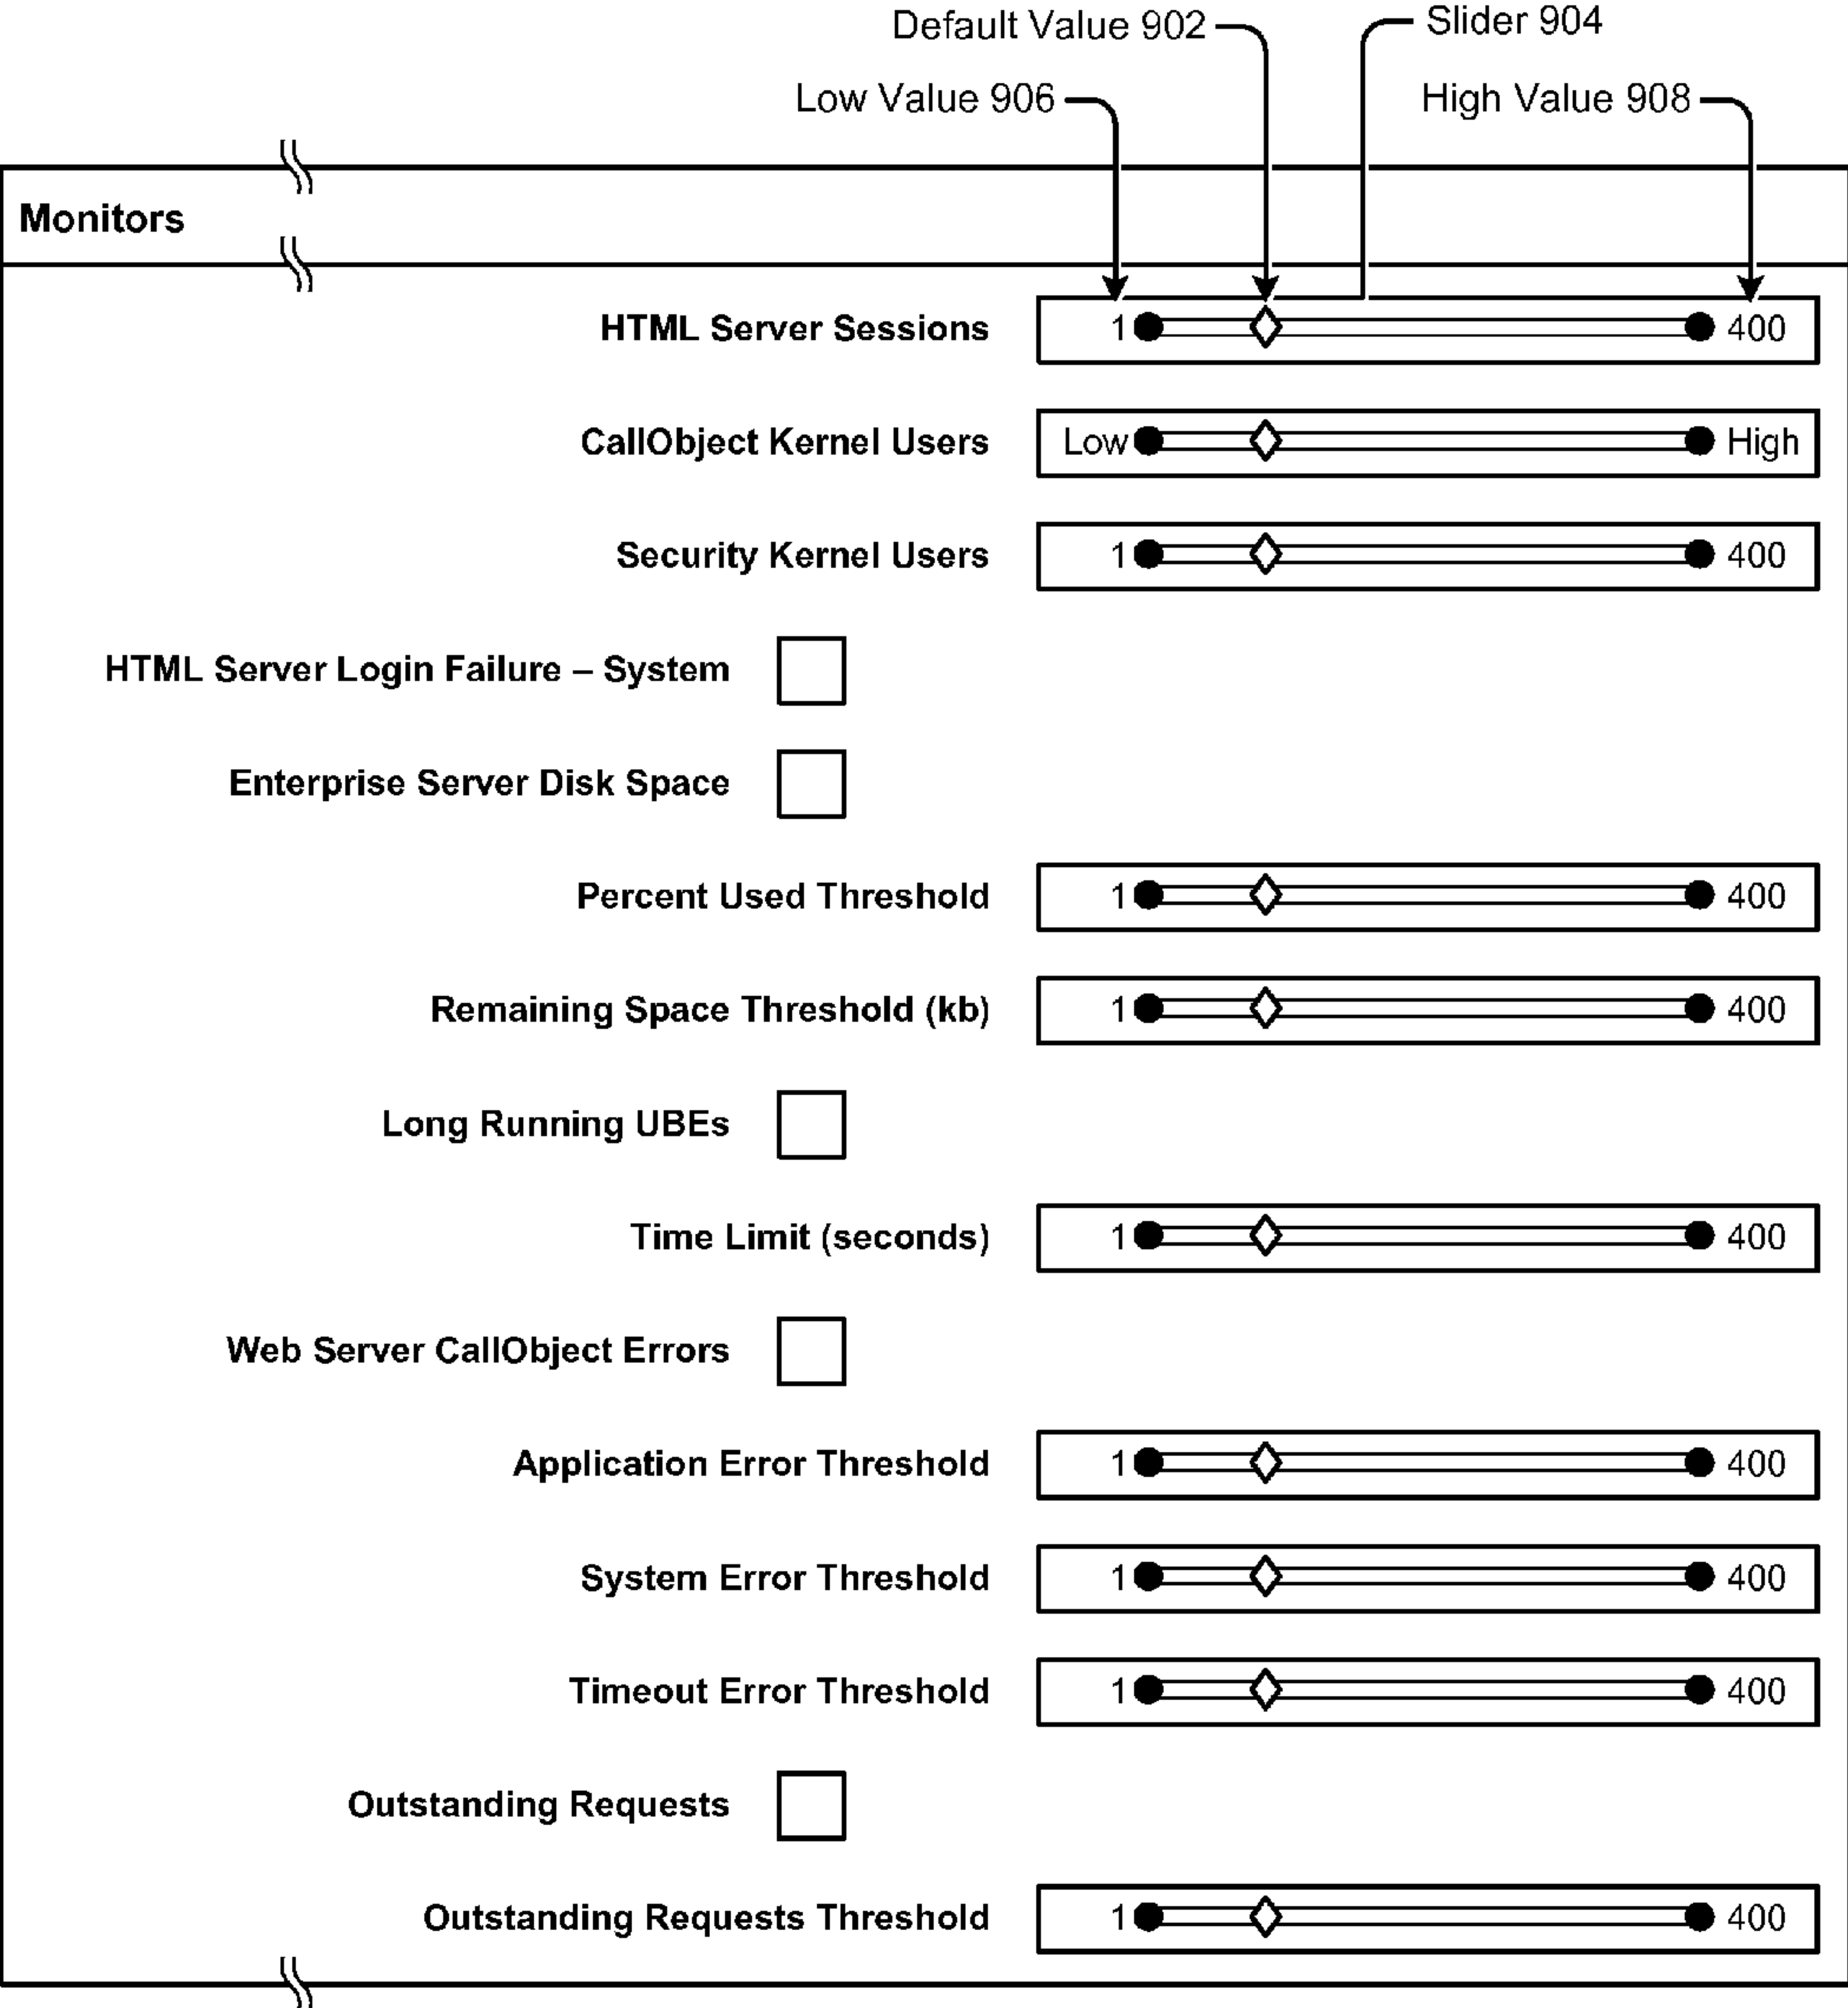 Default Value 902
Slider 904
Low Value 906
High Value 908
Monitors
HTML Server Sessions 1 400
CallObject Kernel Users Low High
Security Kernel Users 1 400
HTML Server Login Failure – System
Enterprise Server Disk Space
Percent Used Threshold 1 400
Remaining Space Threshold (kb) 1 400
Long Running UBEs
Time Limit (seconds) 1 400
Web Server CallObject Errors
Application Error Threshold 1 400
System Error Threshold 1 400
Timeout Error Threshold 1 400
Outstanding Requests
Outstanding Requests Threshold 1 400